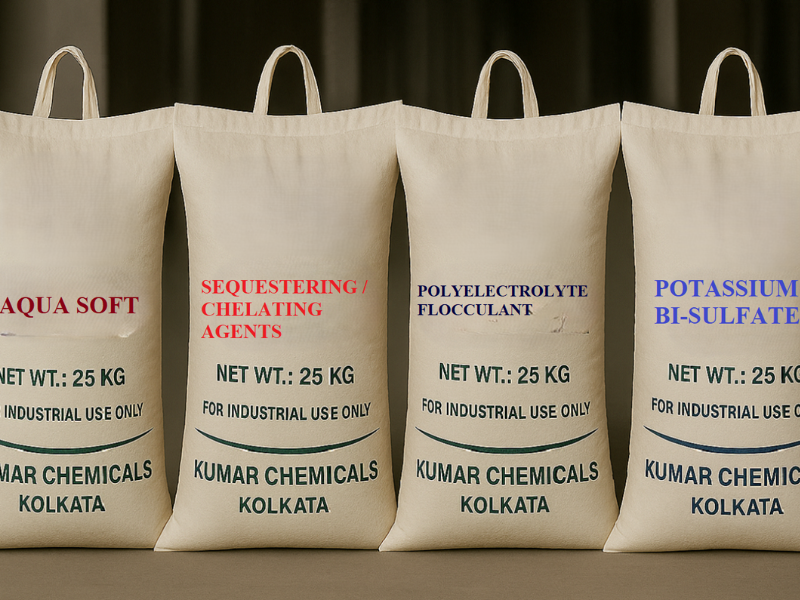 AQUA SOFT
NET WT.: 25 KG
INDUSTRIAL USE ONLY
MAR CHEMICALS
KOLKATA
SEQUESTERING /
CHELATING
AGENTS
NET WT.: 25 KG
FOR INDUSTRIAL USE ONLY
KUMAR CHEMICALS
KOLKATA
POLYELECTROLYTE
FLOCCULANT
NET WT.: 25 KG
FOR INDUSTRIAL USE ONLY
KUMAR CHEMICALS
KOLKATA
POTASSIUM
BI-SULFATE
NET WT.: 25 KG
FOR INDUSTRIAL USE O
KUMAR CHEMIC
KOLKATA